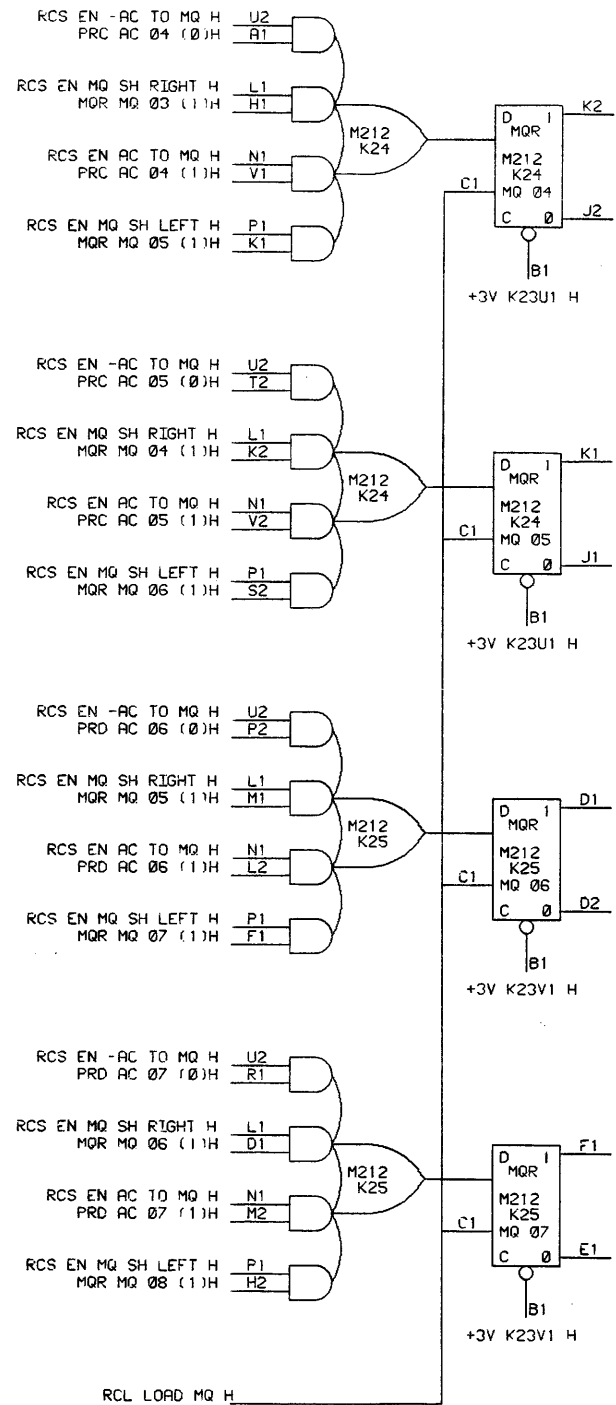 RCS EN -AC TO MQ H U2
PRC AC 04 (0)H A1
RCS EN MQ SH RIGHT H L1
MQR MQ 03 (1)H H1
RCS EN AC TO MQ H N1
PRC AC 04 (1)H V1
RCS EN MQ SH LEFT H P1
MQR MQ 05 (1)H K1
M212
K24
D 1 K2
MQR
M212
K24
C1 MQ 04
C 0 J2
B1
+3V K23U1 H
RCS EN -AC TO MQ H U2
PRC AC 05 (0)H T2
RCS EN MQ SH RIGHT H L1
MQR MQ 04 (1)H K2
RCS EN AC TO MQ H N1
PRC AC 05 (1)H V2
RCS EN MQ SH LEFT H P1
MQR MQ 06 (1)H S2
M212
K24
D 1 K1
MQR
M212
K24
C1 MQ 05
C 0 J1
B1
+3V K23U1 H
RCS EN -AC TO MQ H U2
PRD AC 06 (0)H P2
RCS EN MQ SH RIGHT H L1
MQR MQ 05 (1)H M1
RCS EN AC TO MQ H N1
PRD AC 06 (1)H L2
RCS EN MQ SH LEFT H P1
MQR MQ 07 (1)H F1
M212
K25
D 1 D1
MQR
M212
K25
C1 MQ 06
C 0 D2
B1
+3V K23V1 H
RCS EN -AC TO MQ H U2
PRD AC 07 (0)H R1
RCS EN MQ SH RIGHT H L1
MQR MQ 06 (1)H D1
RCS EN AC TO MQ H N1
PRD AC 07 (1)H M2
RCS EN MQ SH LEFT H P1
MQR MQ 08 (1)H H2
M212
K25
D 1 F1
MQR
M212
K25
C1 MQ 07
C 0 E1
B1
+3V K23V1 H
RCL LOAD MQ H